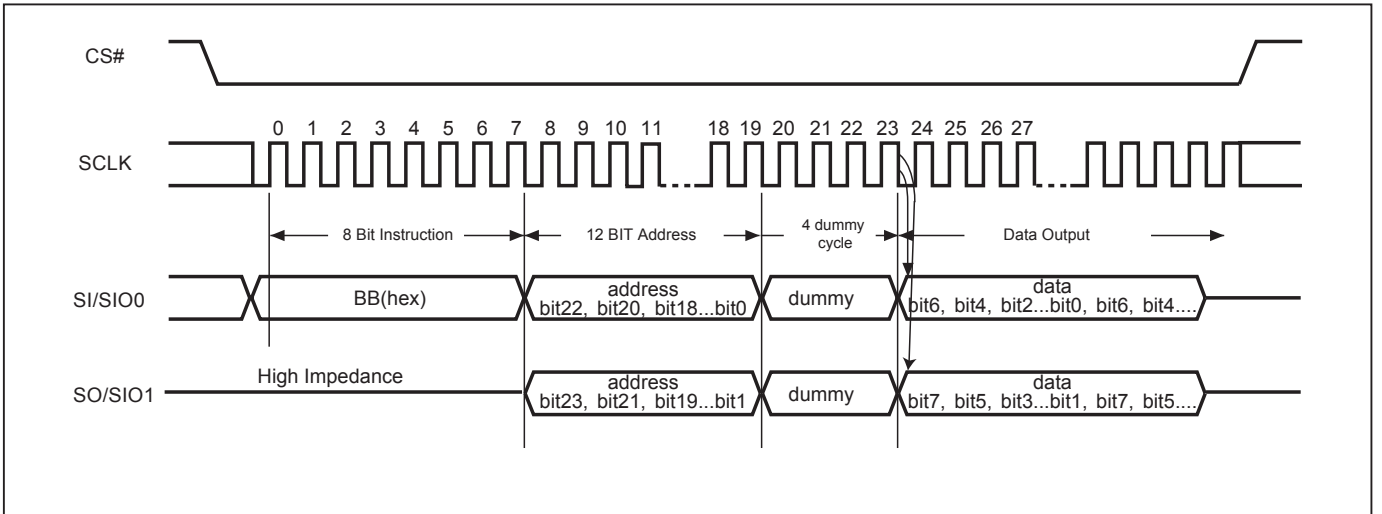 CS#
0 1 2 3 4 5 6 7 8 9 10 11 18 19 20 21 22 23 24 25 26 27
SCLK
8 Bit Instruction
12 BIT Address
4 dummy
cycle
Data Output
SI/SIO0
BB(hex)
address
bit22, bit20, bit18...bit0
dummy
data
bit6, bit4, bit2...bit0, bit6, bit4....
SO/SIO1
High Impedance
address
bit23, bit21, bit19...bit1
dummy
data
bit7, bit5, bit3...bit1, bit7, bit5....